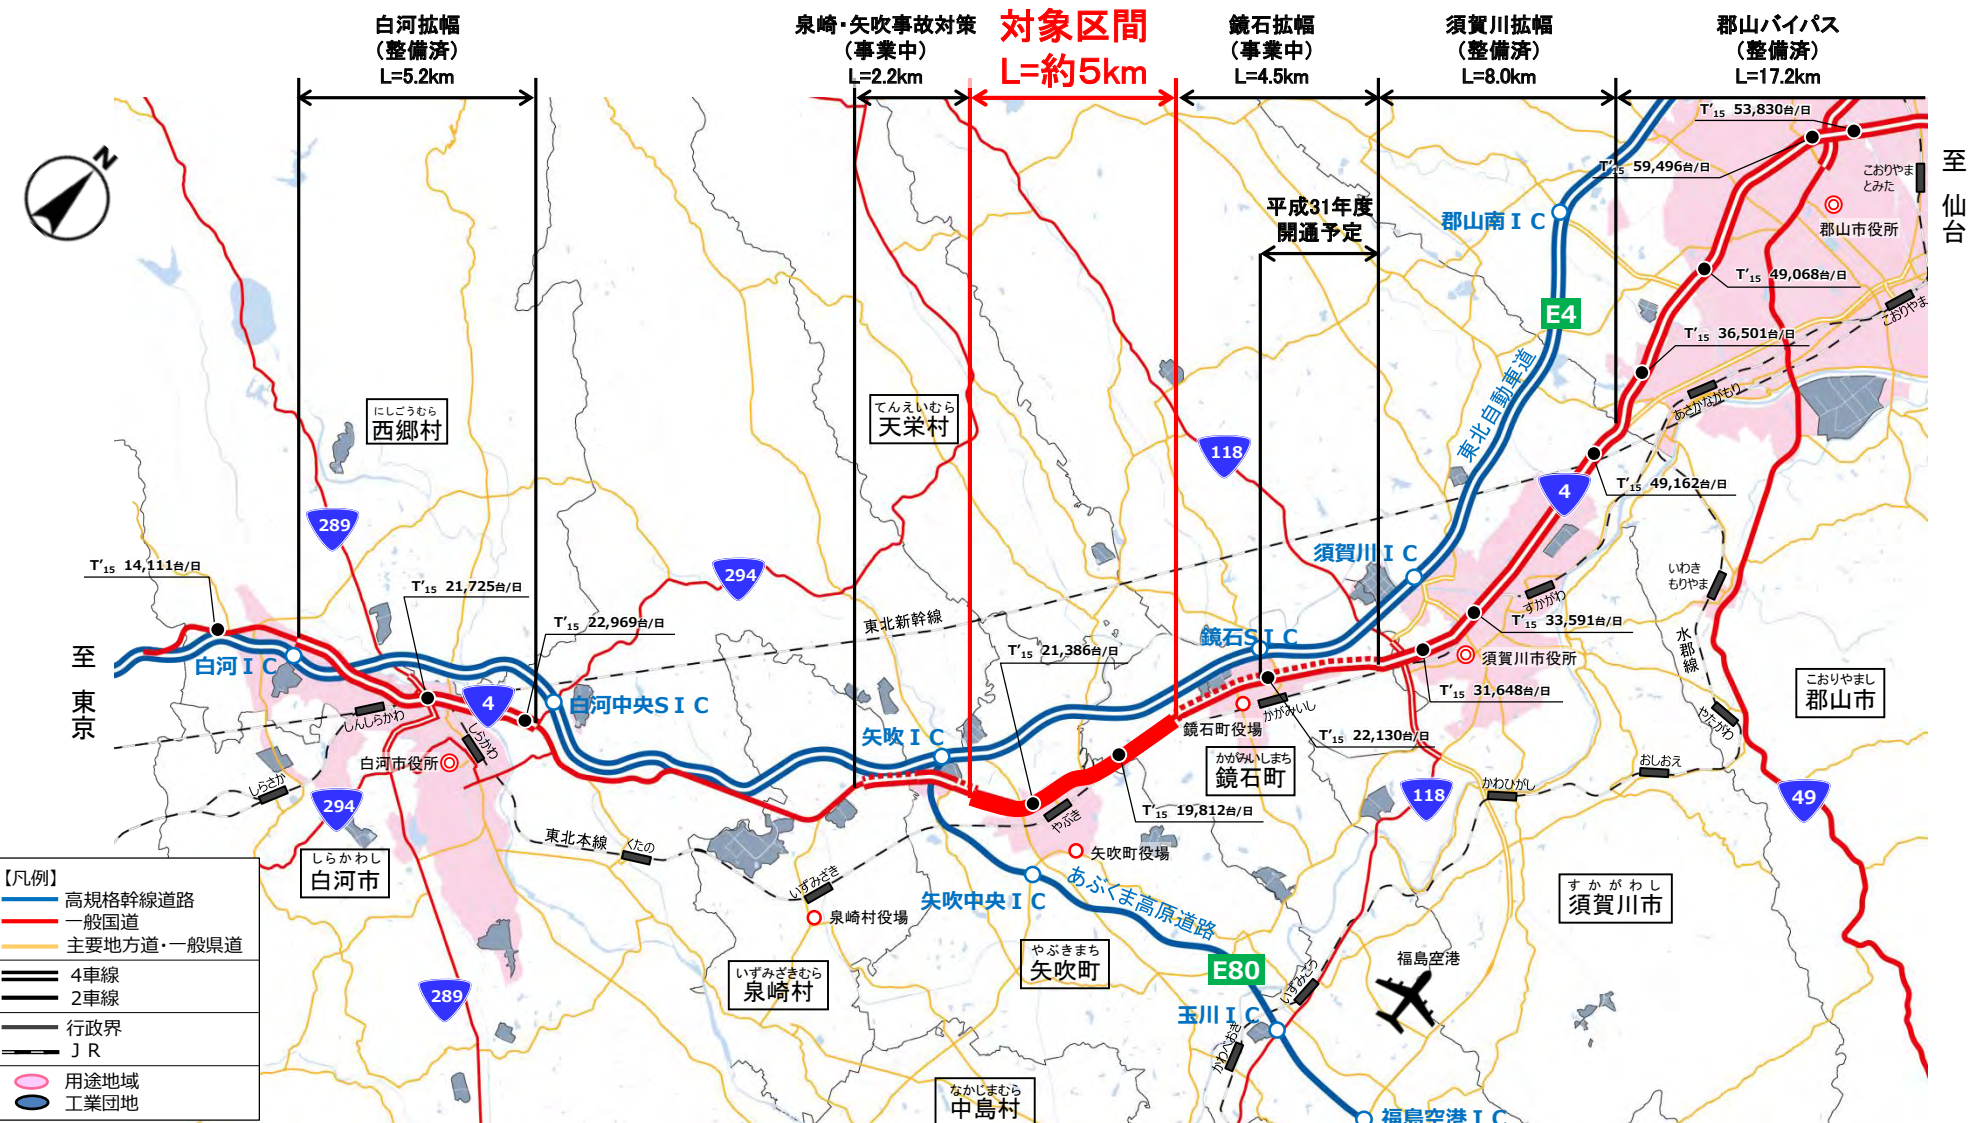 白河拡幅
（整備済）
L=5.2km
泉崎・矢吹事故対策
（事業中）
L=2.2km
対象区間
L=約5km
鏡石拡幅
（事業中）
L=4.5km
須賀川拡幅
（整備済）
L=8.0km
郡山バイパス
（整備済）
L=17.2km
N
T'15 53,830台/日
T'15 59,496台/日
こおりやま
とみた
至 仙台
郡山市役所
平成31年度
開通予定
郡山南ＩＣ
T'15 49,068台/日
こおりやま
E4
T'15 36,501台/日
東北自動車道
あさかながもり
にしごうむら
西郷村
てんえいむら
天栄村
118
4
T'15 49,162台/日
289
294
須賀川ＩＣ
いわき
もりやま
すかがわ
T'15 14,111台/日
T'15 21,725台/日
T'15 22,969台/日
東北新幹線
T'15 33,591台/日
水郡線
鏡石ＳＩＣ
T'15 21,386台/日
須賀川市役所
至 東京
白河ＩＣ
T'15 31,648台/日
こおりやまし
郡山市
4
白河中央ＳＩＣ
しんしらかわ
しらかわ
かがみいし
鏡石町役場
T'15 22,130台/日
やたがわ
矢吹ＩＣ
白河市役所
かがみいしまち
鏡石町
おしおえ
しらさか
かわひがし
294
118
49
T'15 19,812台/日
やぶき
東北本線
くたの
矢吹町役場
しらかわし
白河市
いずみざき
あぶくま高原道路
矢吹中央ＩＣ
泉崎村役場
すかがわし
須賀川市
やぶきまち
矢吹町
福島空港
いずみざきむら
泉崎村
E80
いずみごう
289
玉川ＩＣ
かわべおき
なかじまむら
中島村
福島空港ＩＣ
【凡例】
高規格幹線道路
一般国道
主要地方道・一般県道
4車線
2車線
行政界
ＪＲ
用途地域
工業団地